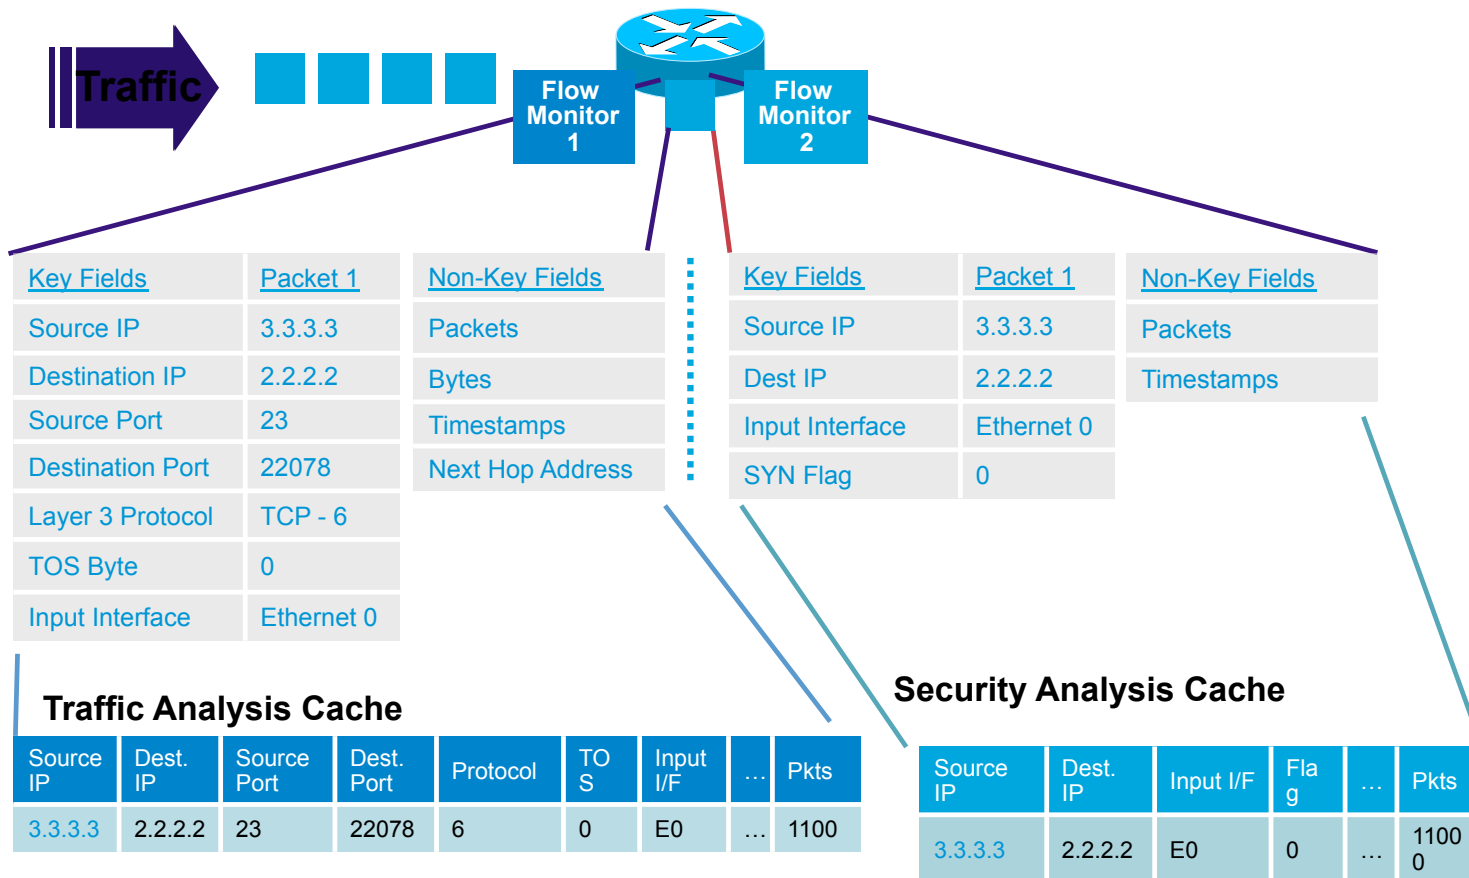 Traffic
Flow
Monitor
1
Flow
Monitor
2
Key Fields Packet 1
Source IP 3.3.3.3
Destination IP 2.2.2.2
Source Port 23
Destination Port 22078
Layer 3 Protocol TCP - 6
TOS Byte 0
Input Interface Ethernet 0
Non-Key Fields
Packets
Bytes
Timestamps
Next Hop Address
Key Fields Packet 1
Source IP 3.3.3.3
Dest IP 2.2.2.2
Input Interface Ethernet 0
SYN Flag 0
Non-Key Fields
Packets
Timestamps
Traffic Analysis Cache
Source Dest. Source Dest. Protocol TO Input … Pkts
IP IP Port Port S I/F
3.3.3.3 2.2.2.2 23 22078 6 0 E0 … 1100
Security Analysis Cache
Source Dest. Input I/F Fla … Pkts
IP IP g
3.3.3.3 2.2.2.2 E0 0 … 1100
0